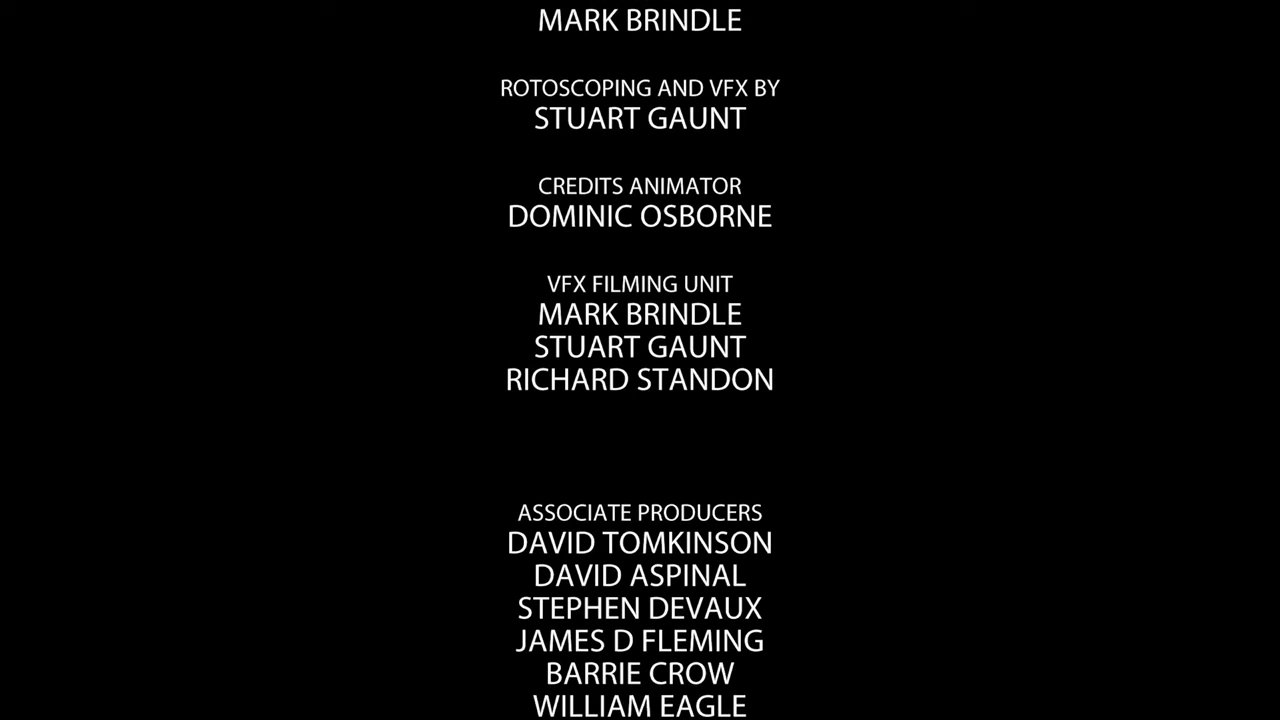 MARK BRINDLE
ROTOSCOPING AND VFX BY
STUART GAUNT
CREDITS ANIMATOR
DOMINIC OSBORNE
VFX FILMING UNIT
MARK BRINDLE
STUART GAUNT
RICHARD STANDON
ASSOCIATE PRODUCERS
DAVID TOMKINSON
DAVID ASPINAL
STEPHEN DEVAUX
JAMES D FLEMING
BARRIE CROW
WILLIAM EAGLE